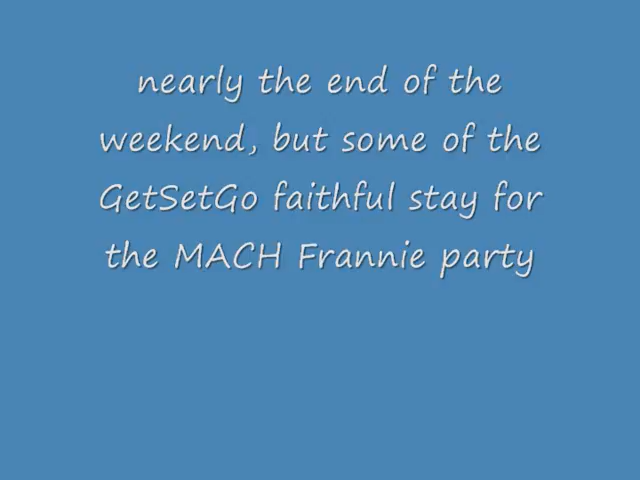 nearly the end of the
weekend, but some of the
GetSetGo faithful stay for
the MACH Frannie party